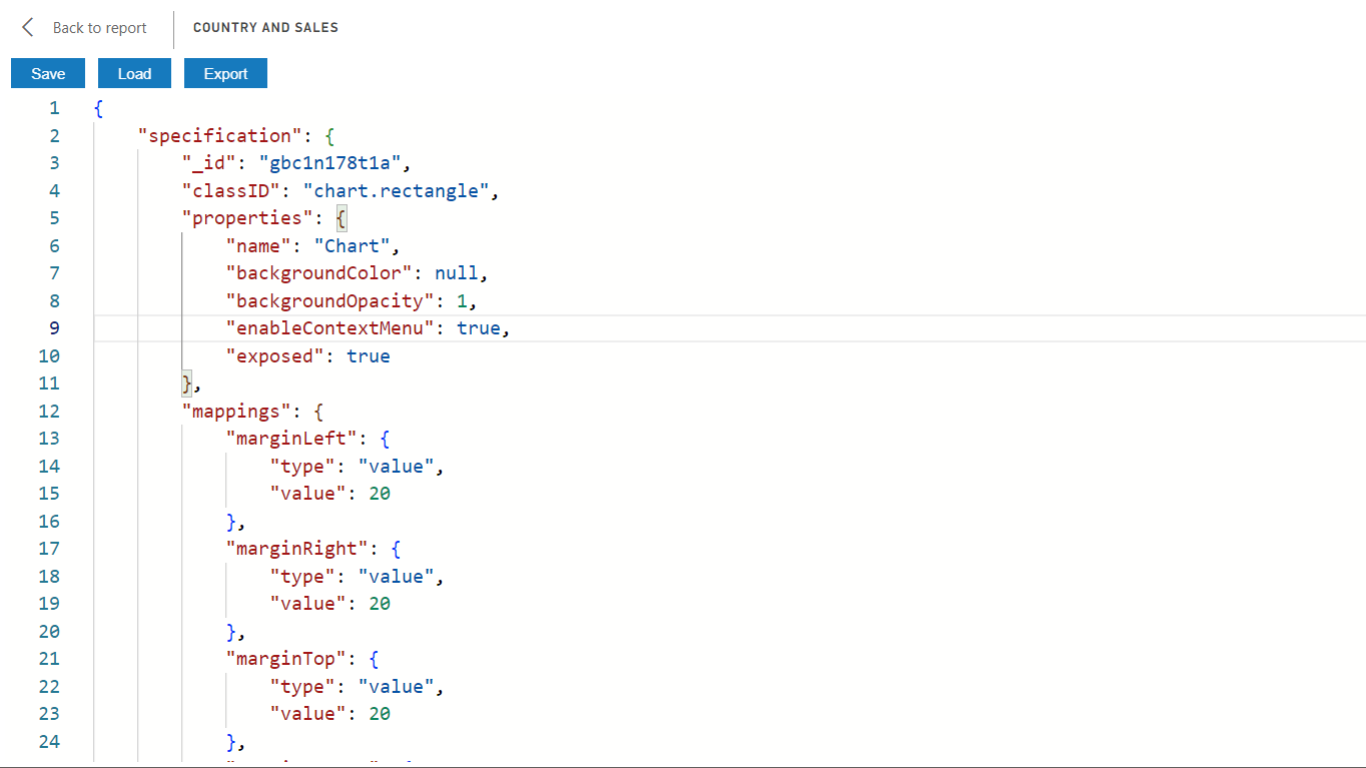 Back to report COUNTRY AND SALES
Save Load Export
1 {
2 "specification": {
3 "_id": "gbc1n178t1a",
4 "classID": "chart.rectangle",
5 "properties": {
6 "name": "Chart",
7 "backgroundColor": null,
8 "backgroundOpacity": 1,
9 "enableContextMenu": true,
10 "exposed": true
11 },
12 "mappings": {
13 "marginLeft": {
14 "type": "value",
15 "value": 20
16 },
17 "marginRight": {
18 "type": "value",
19 "value": 20
20 },
21 "marginTop": {
22 "type": "value",
23 "value": 20
24 },